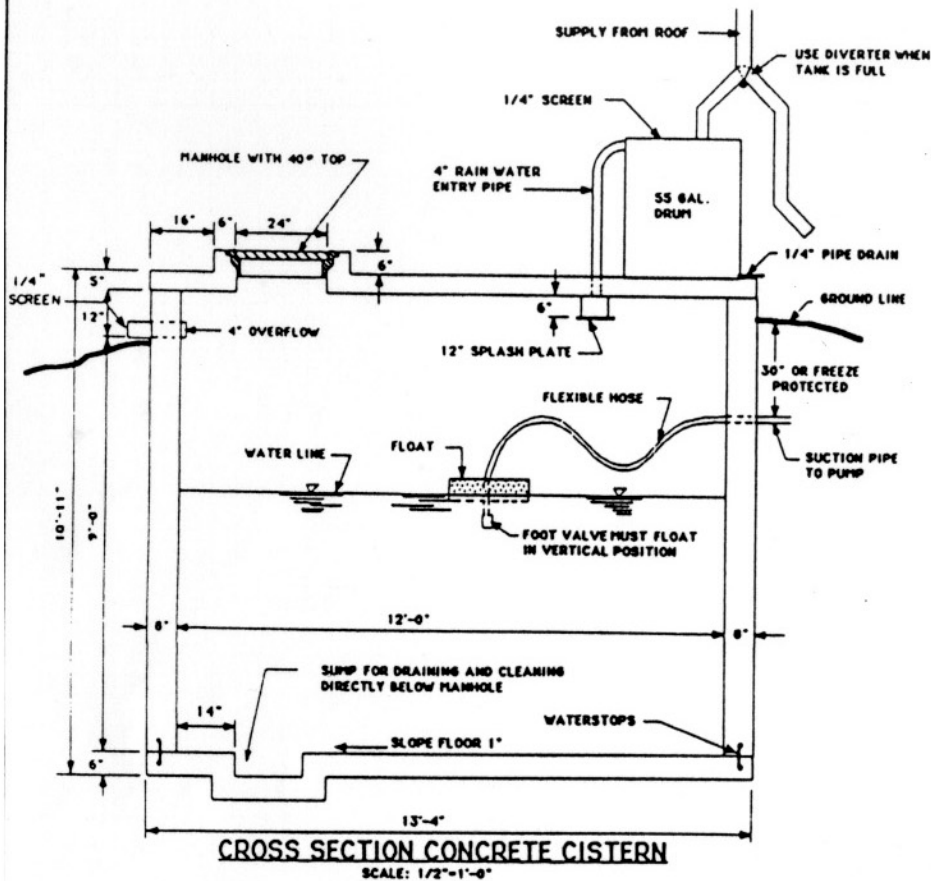 SUPPLY FROM ROOF
USE DIVERTER WHEN
TANK IS FULL
1/4" SCREEN
MANHOLE WITH 40# TOP
4" RAIN WATER
ENTRY PIPE
55 GAL.
DRUM
16"
6"
24"
6"
1/4" PIPE DRAIN
1/4"
SCREEN
5"
12"
4" OVERFLOW
6"
GROUND LINE
12" SPLASH PLATE
30" OR FREEZE
PROTECTED
FLEXIBLE HOSE
FLOAT
WATER LINE
SUCTION PIPE
TO PUMP
10'-11"
9'-0"
FOOT VALVE MUST FLOAT
IN VERTICAL POSITION
8"
12'-0"
8"
SUMP FOR DRAINING AND CLEANING
DIRECTLY BELOW MANHOLE
14"
WATERSTOPS
SLOPE FLOOR 1"
6"
13'-4"
CROSS SECTION CONCRETE CISTERN
SCALE: 1/2"=1'-0"